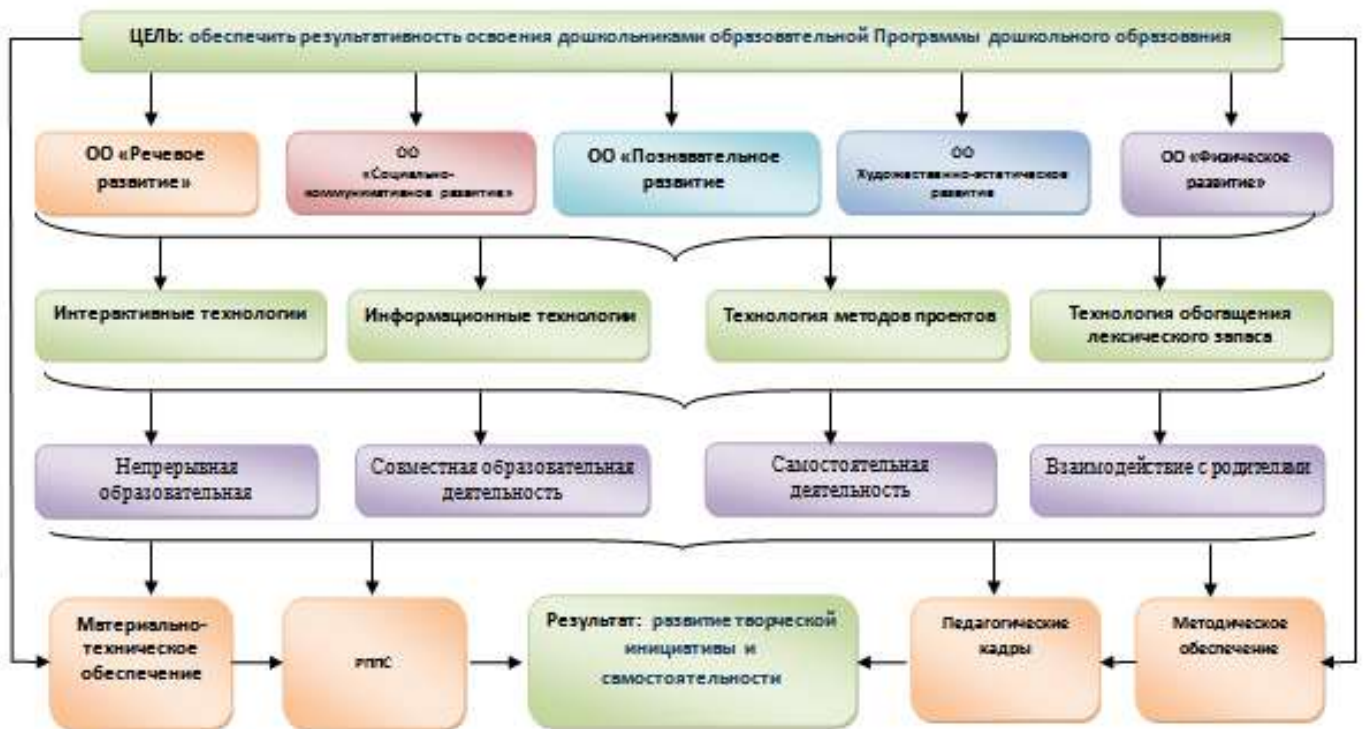 ЦЕЛЬ: обеспечить результативность освоения дошкольниками образовательной Программы дошкольного образования
ОО «Речевое
развитие»
ОО
«Социально-
коммуникативное развитие»
ОО «Познавательное
развитие
ОО
Художественно-эстетическое
развитие
ОО «Физическое
развитие»
Интерактивные технологии
Информационные технологии
Технология методов проектов
Технология обогащения
лексического запаса
Непрерывная
образовательная
Совместная образовательная
деятельность
Самостоятельная
деятельность
Взаимодействие с родителями
Материально-
техническое
обеспечение
РППС
Результат: развитие творческой
инициативы и
самостоятельности
Педагогические
кадры
Методическое
обеспечение